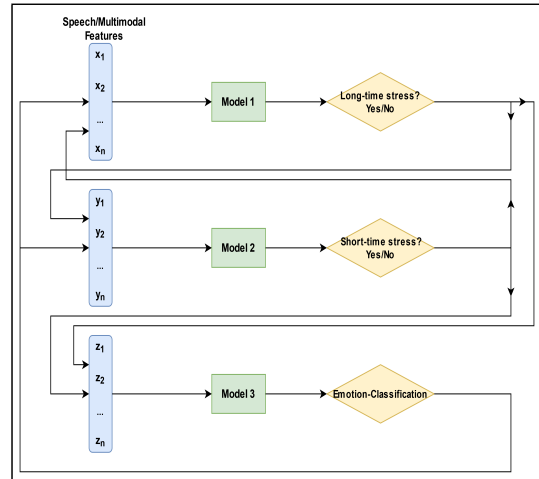 Speech/Multimodal
Features
x1
x2
...
xn
Model 1
Long-time stress?
Yes/No
y1
y2
...
yn
Model 2
Short-time stress?
Yes/No
z1
z2
...
zn
Model 3
Emotion-Classification